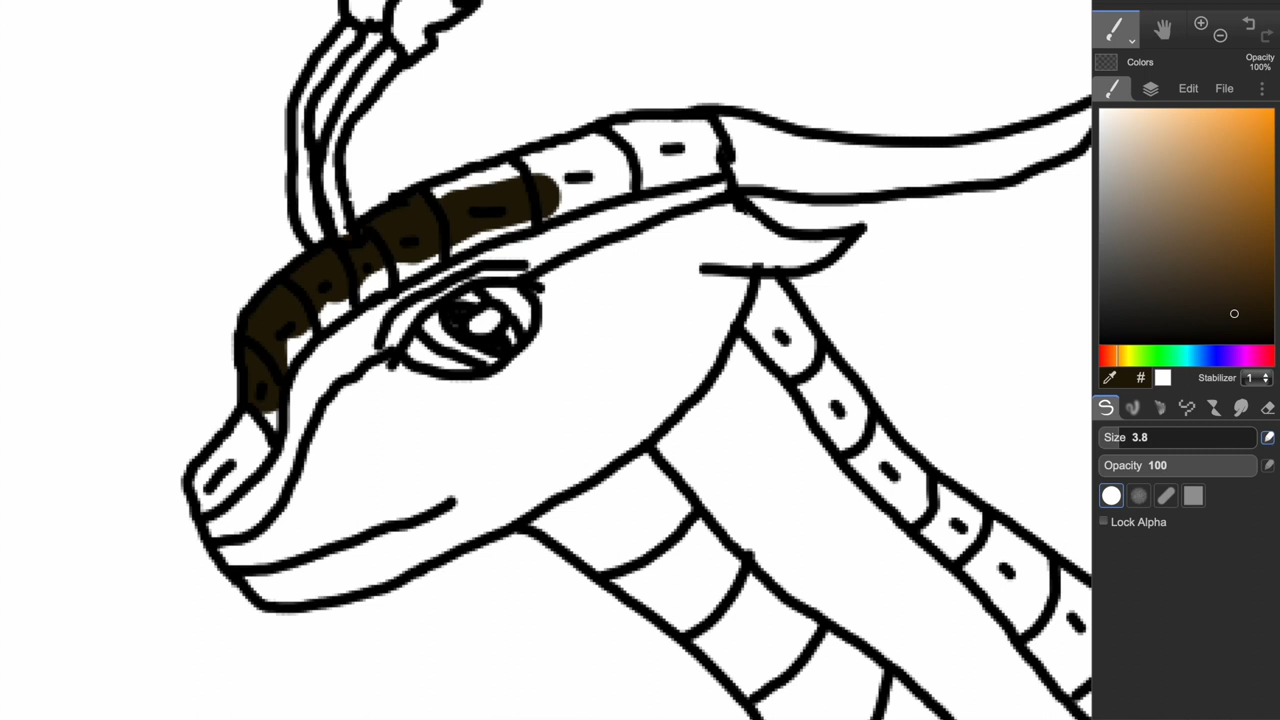 Colors
Opacity
100%
Edit File
# Stabilizer 1
Size 3.8
Opacity 100
Lock Alpha